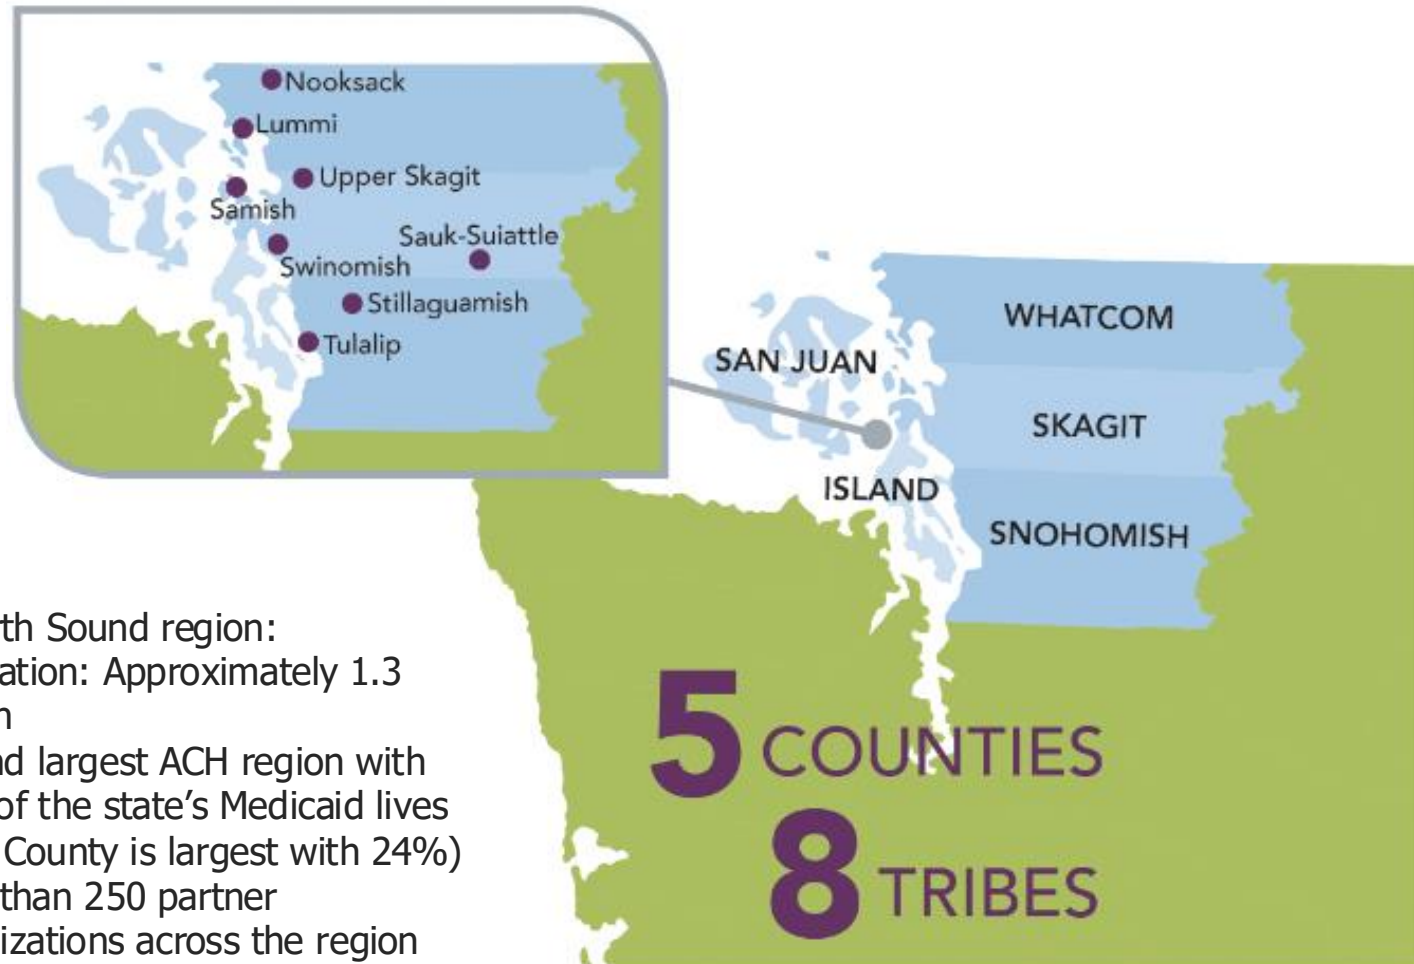 Nooksack
Lummi
Upper Skagit
Samish
Sauk-Suiattle
Swinomish
Stillaguamish
Tulalip
WHATCOM
SAN JUAN
SKAGIT
ISLAND
SNOHOMISH
th Sound region:
ation: Approximately 1.3
n
d largest ACH region with
of the state’s Medicaid lives
County is largest with 24%)
than 250 partner
izations across the region
5 COUNTIES
8 TRIBES